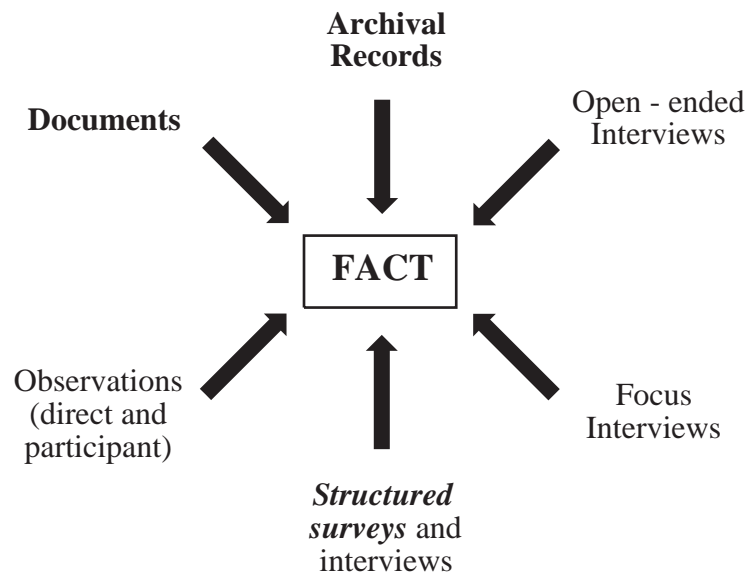 Archival
Records
Documents
Open - ended
Interviews
FACT
Observations
(direct and
participant)
Focus
Interviews
Structured
surveys and
interviews